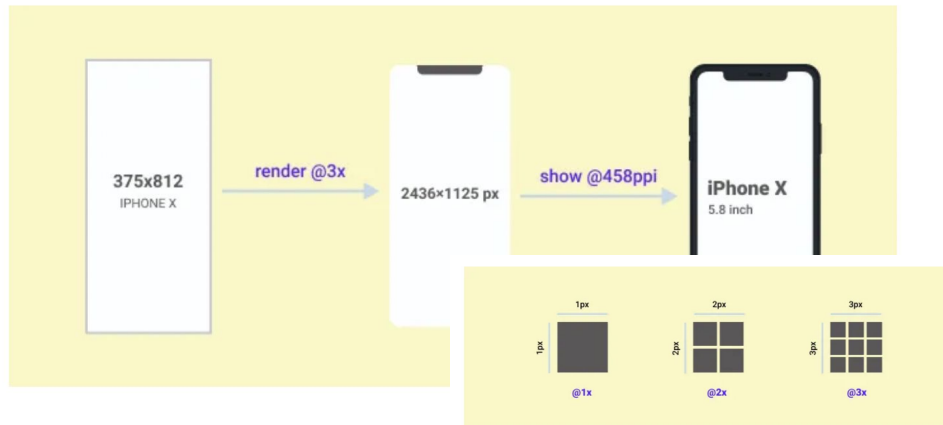 375x812
IPHONE X
render @3x
2436×1125 px
show @458ppi
iPhone X
5.8 inch
1px
2px
3px
1px
2px
3px
@1x
@2x
@3x